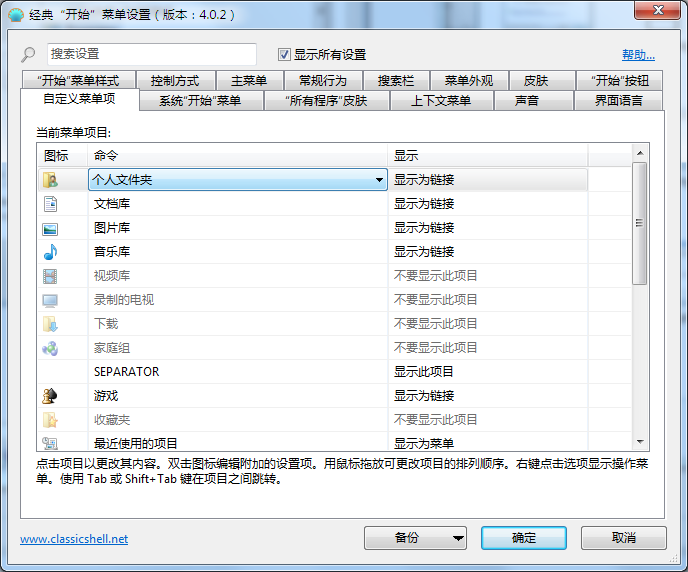 经典“开始”菜单设置（版本：4.0.2）
搜索设置
显示所有设置
帮助...
“开始”菜单样式 控制方式 主菜单 常规行为 搜索栏 菜单外观 皮肤 “开始”按钮
自定义菜单项 系统“开始”菜单 “所有程序”皮肤 上下文菜单 声音 界面语言
当前菜单项目:
图标 命令 显示
个人文件夹 显示为链接
文档库 显示为链接
图片库 显示为链接
音乐库 显示为链接
视频库 不要显示此项目
录制的电视 不要显示此项目
下载 不要显示此项目
家庭组 不要显示此项目
SEPARATOR 显示此项目
游戏 显示为链接
收藏夹 不要显示此项目
最近使用的项目 显示为菜单
点击项目以更改其内容。双击图标编辑附加的设置项。用鼠标拖放可更改项目的排列顺序。右键点击选项显示操作菜
单。使用 Tab 或 Shift+Tab 键在项目之间跳转。
www.classicshell.net
备份 确定 取消